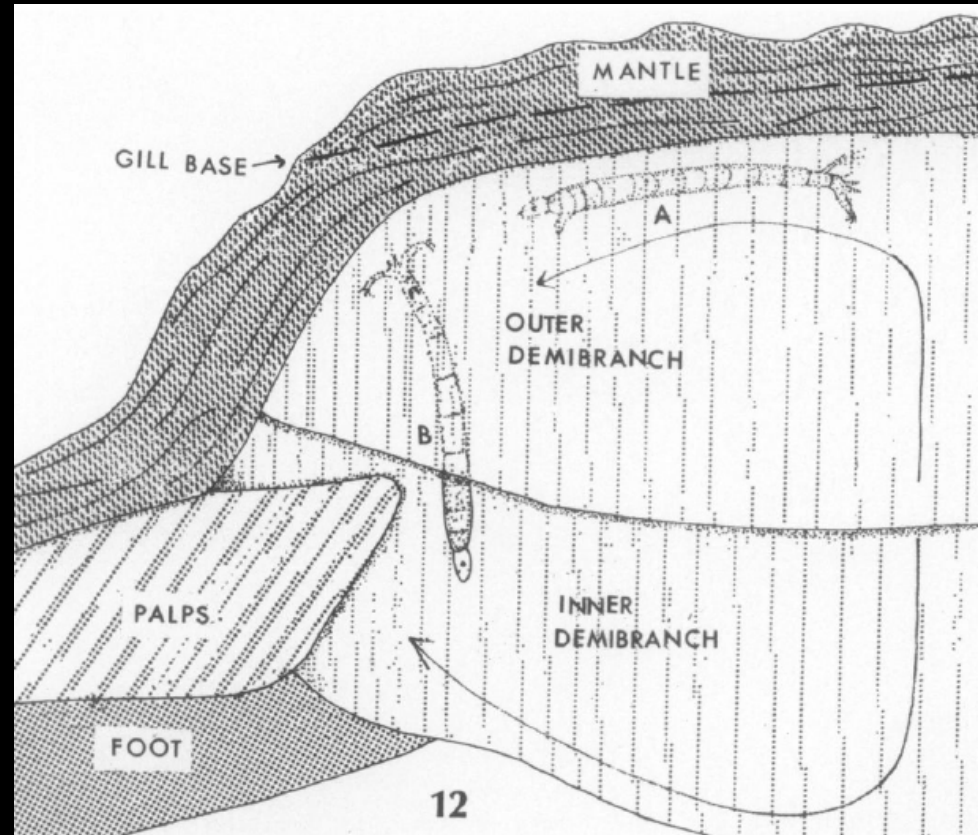 MANTLE
GILL BASE
A
OUTER
DEMIBRANCH
B
PALPS
INNER
DEMIBRANCH
FOOT
12